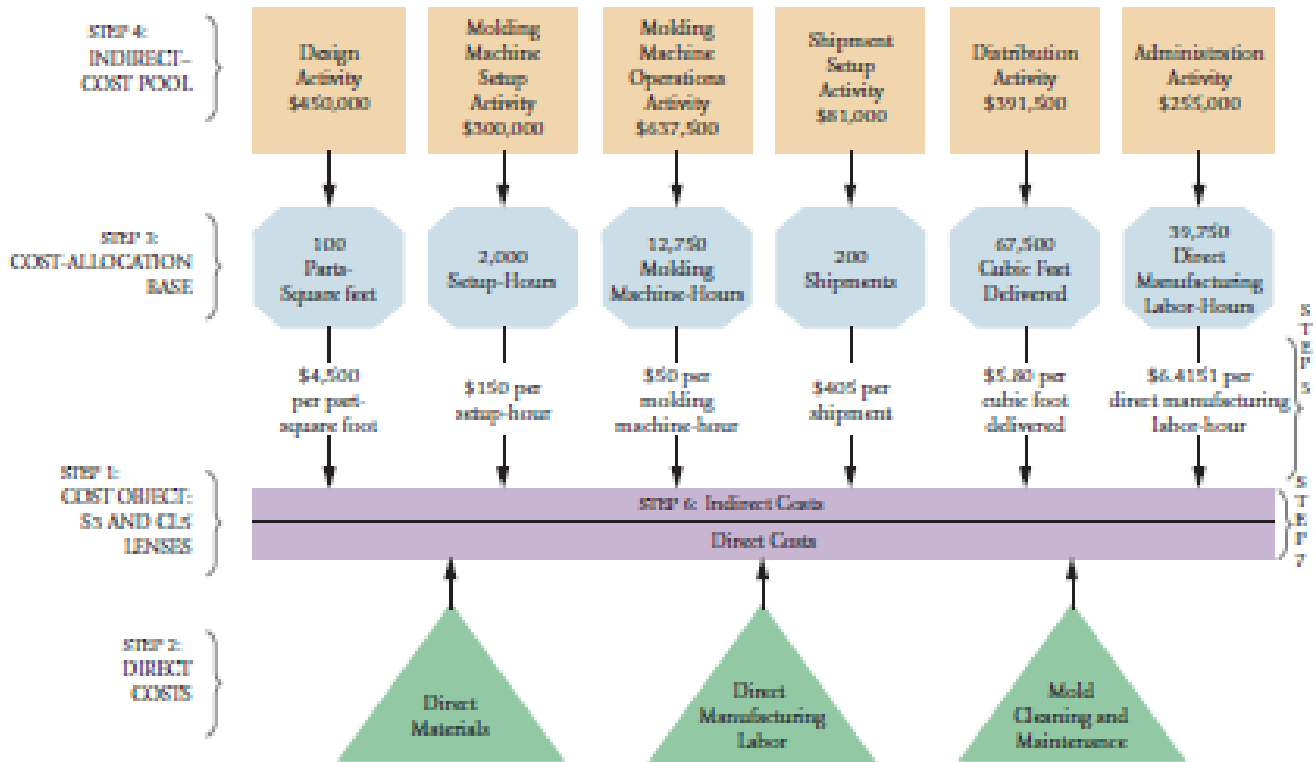 STEP 4:
INDIRECT–
COST POOL
Design
Activity
$450,000
Molding
Machine
Setup
Activity
$300,000
Molding
Machine
Operations
Activity
$637,500
Shipment
Setup
Activity
$81,000
Distribution
Activity
$391,500
Administration
Activity
$255,000
STEP 3:
COST-ALLOCATION
BASE
100
Parts-
Square feet
2,000
Setup-Hours
12,750
Molding
Machine-Hours
200
Shipments
67,500
Cubic Feet
Delivered
39,750
Direct
Manufacturing
Labor-Hours
$4,500
per part-
square foot
$150 per
setup-hour
$50 per
molding
machine-hour
$405 per
shipment
$5.80 per
cubic foot
delivered
$6.4151 per
direct manufacturing
labor-hour
STEP 5
STEP 1:
COST OBJECT:
S3 AND CL5
LENSES
STEP 6: Indirect Costs
Direct Costs
STEP 7
STEP 2:
DIRECT
COSTS
Direct
Materials
Direct
Manufacturing
Labor
Mold
Cleaning and
Maintenance